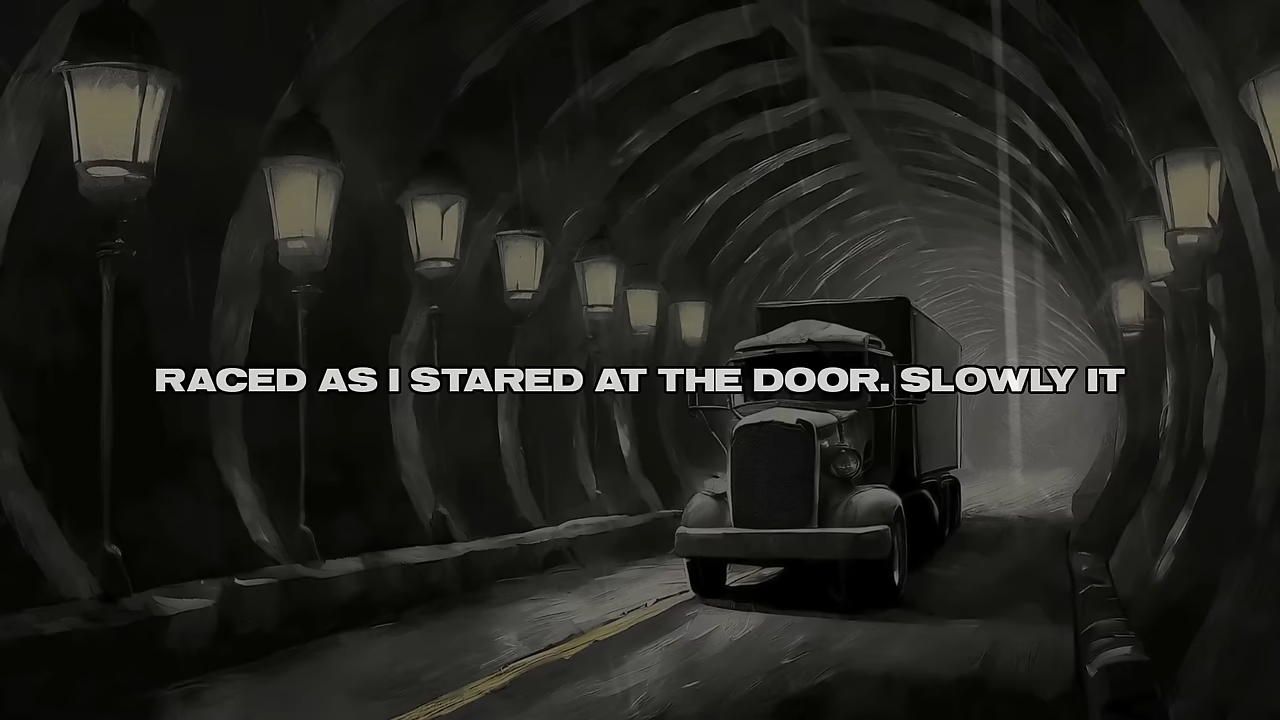 RACED AS I STARED AT THE DOOR. SLOWLY IT